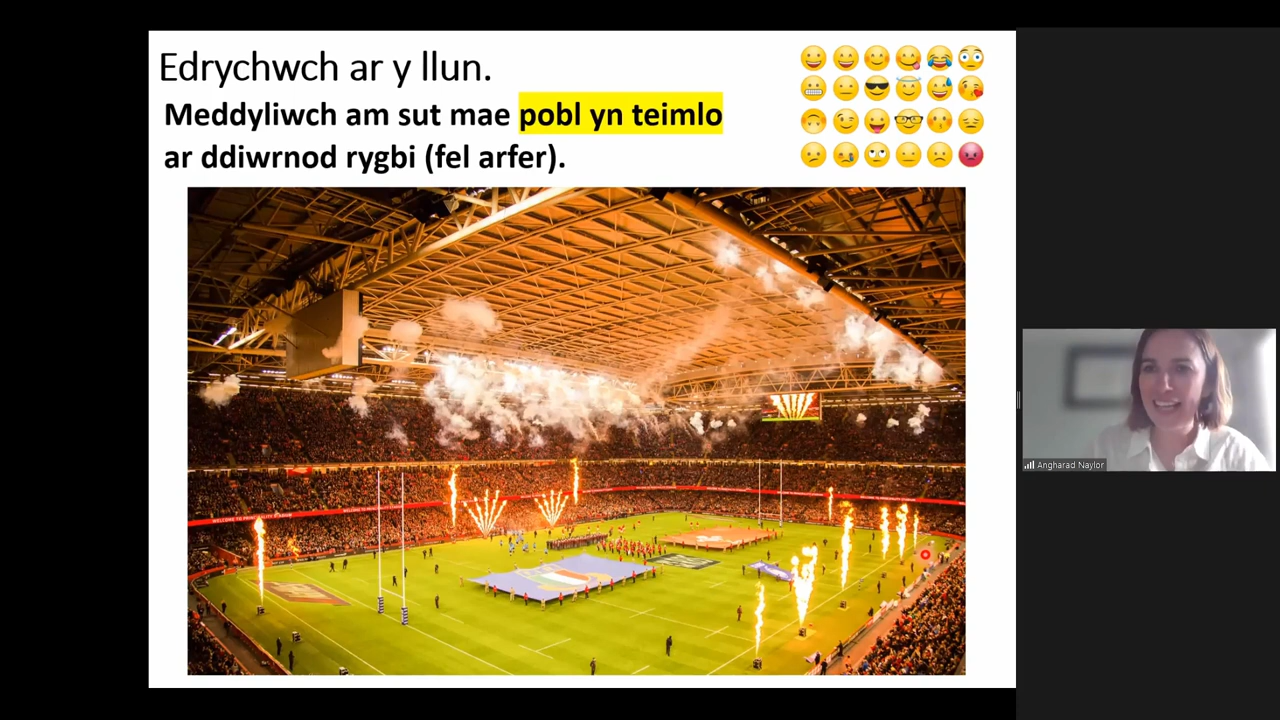 Edrychwch ar y llun.
Meddyliwch am sut mae pobl yn teimlo
ar ddiwrnod rygbi (fel arfer).
Angharad Naylor